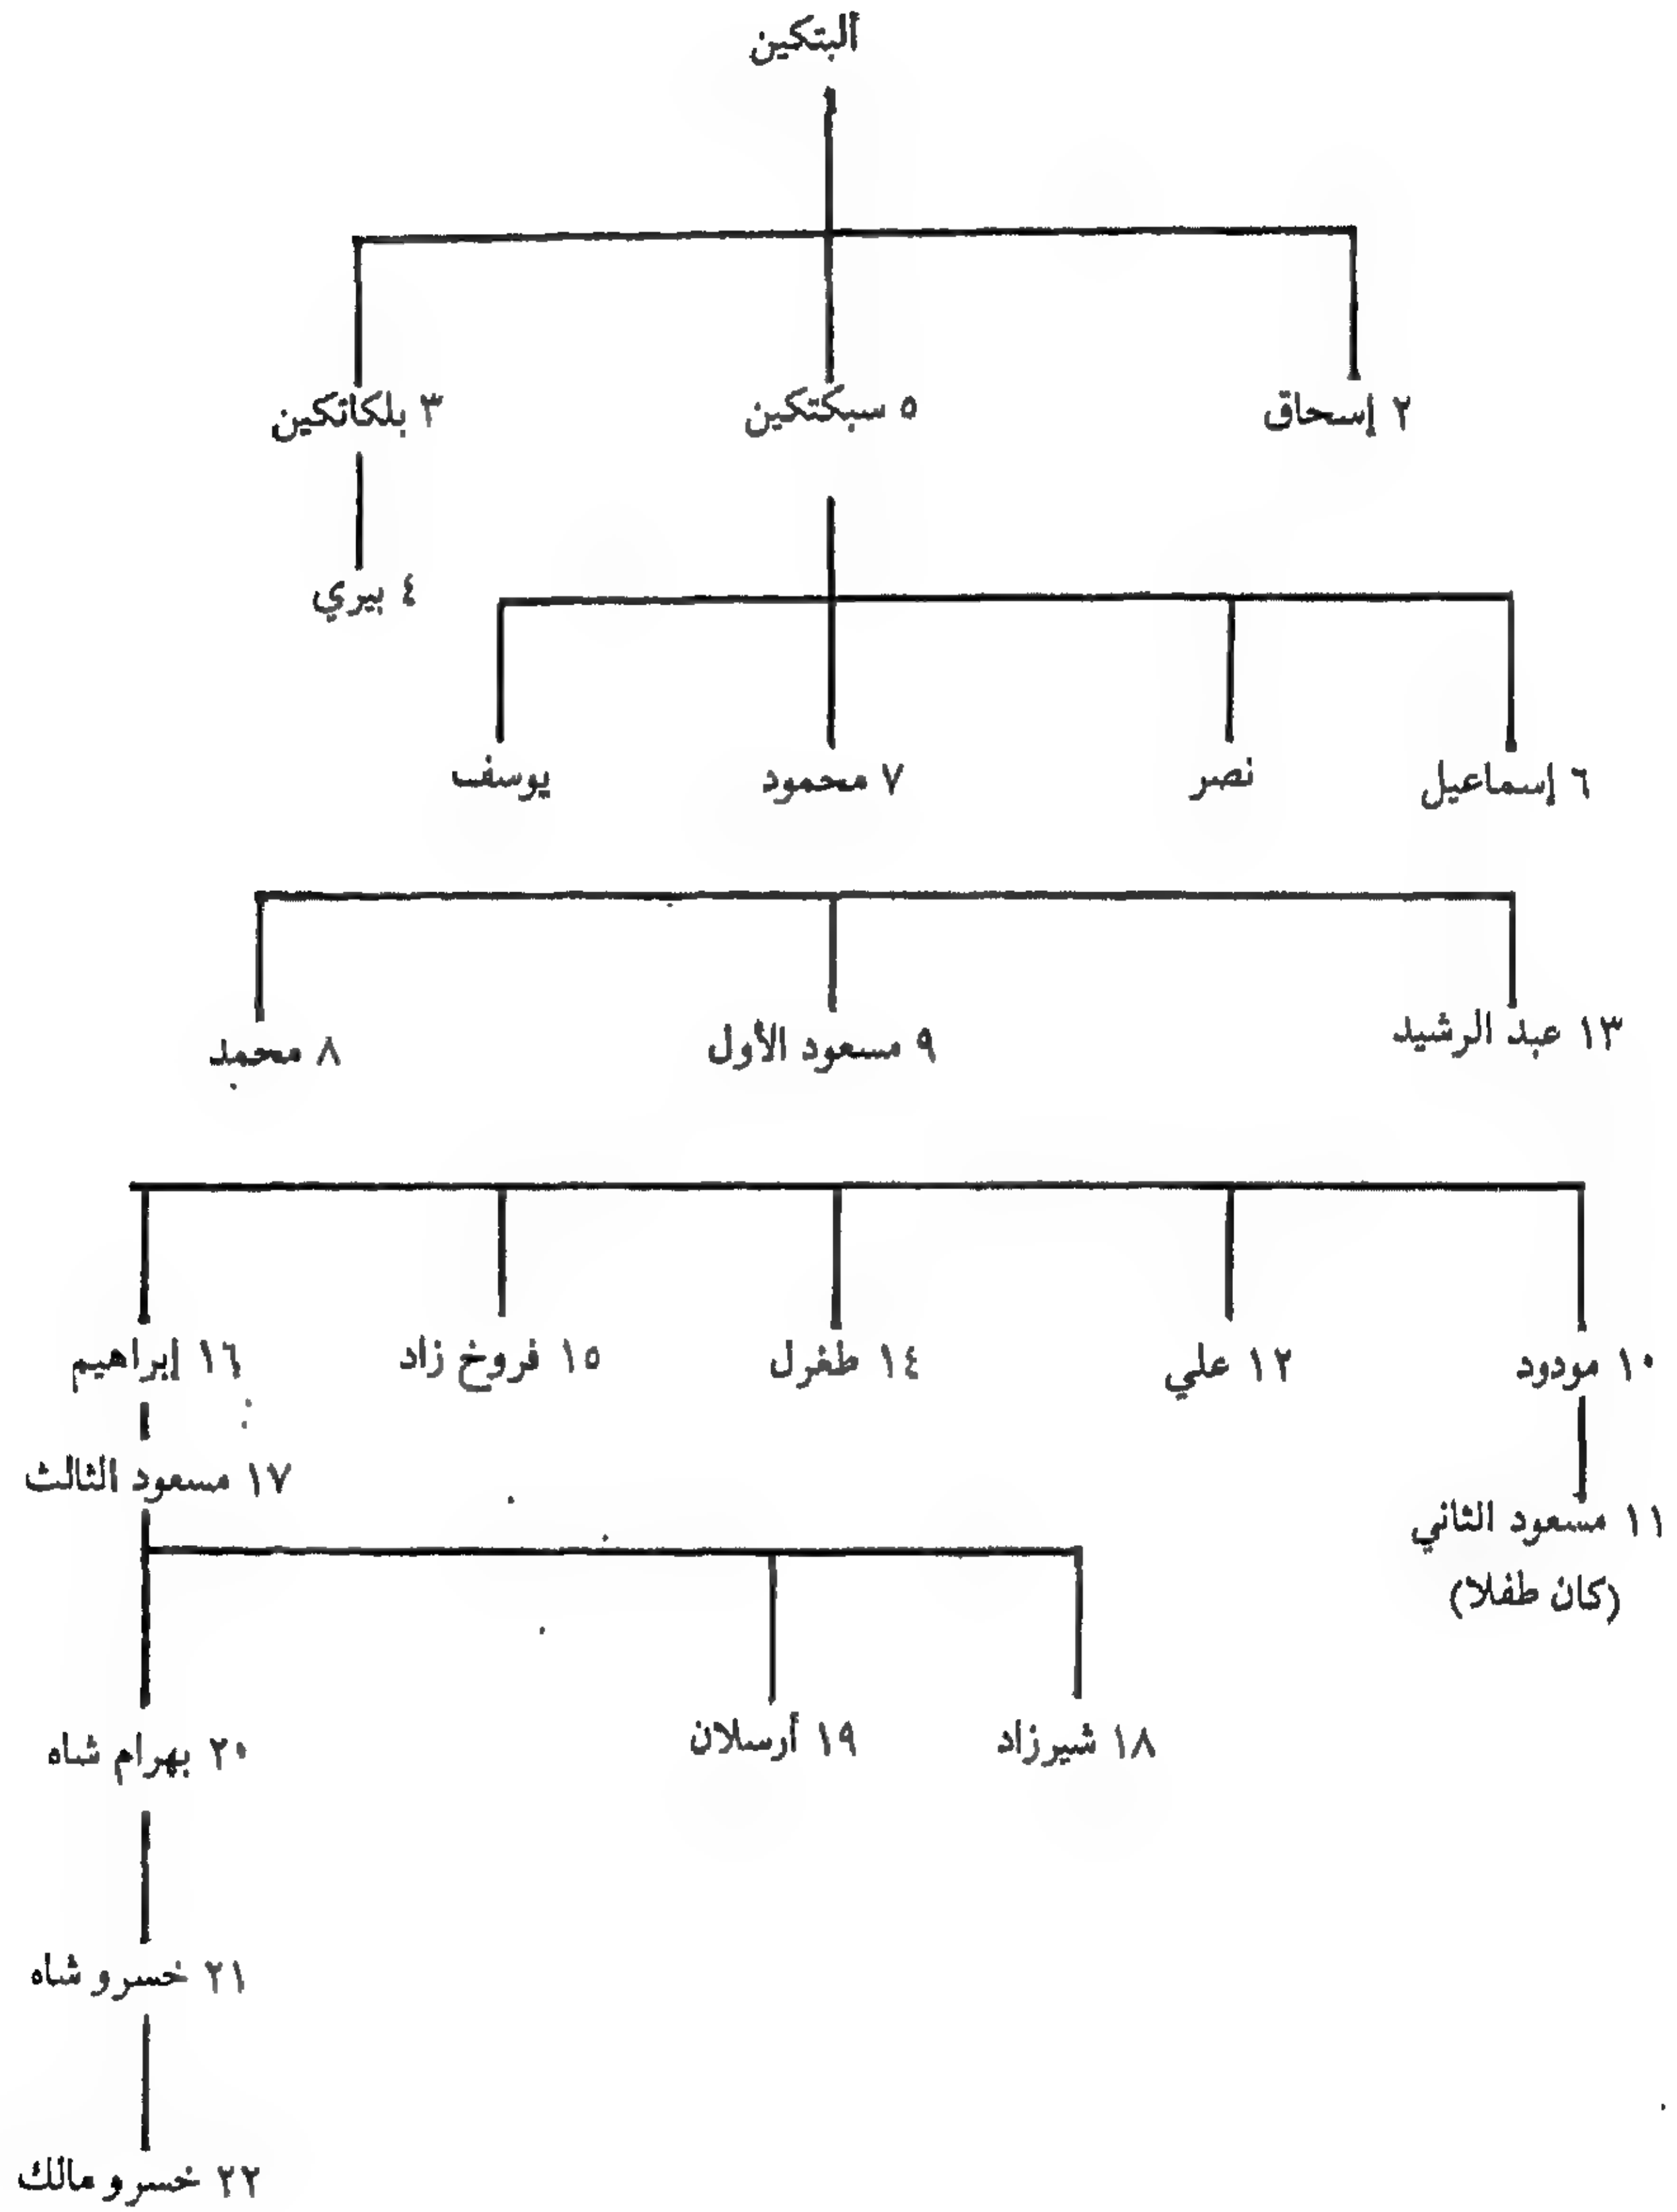 ألبتكين
٢ إسحاق
٥ سبكتكين
٣ بلكاتكين
٤ بيري
٦ إسماعيل
نصر
٧ محمود
يوسف
١٣ عبد الرشيد
٩ مسعود الأول
٨ محمد
١٠ مودود
١٢ علي
١٤ طغرل
١٥ فروخ زاد
١٦ إبراهيم
١٧ مسعود الثالث
١١ مسعود الثاني
(كان طفلا)
١٨ شيرزاد
١٩ أرسلان
٢٠ بهرام شاه
٢١ خسرو شاه
٢٢ خسرو مالك